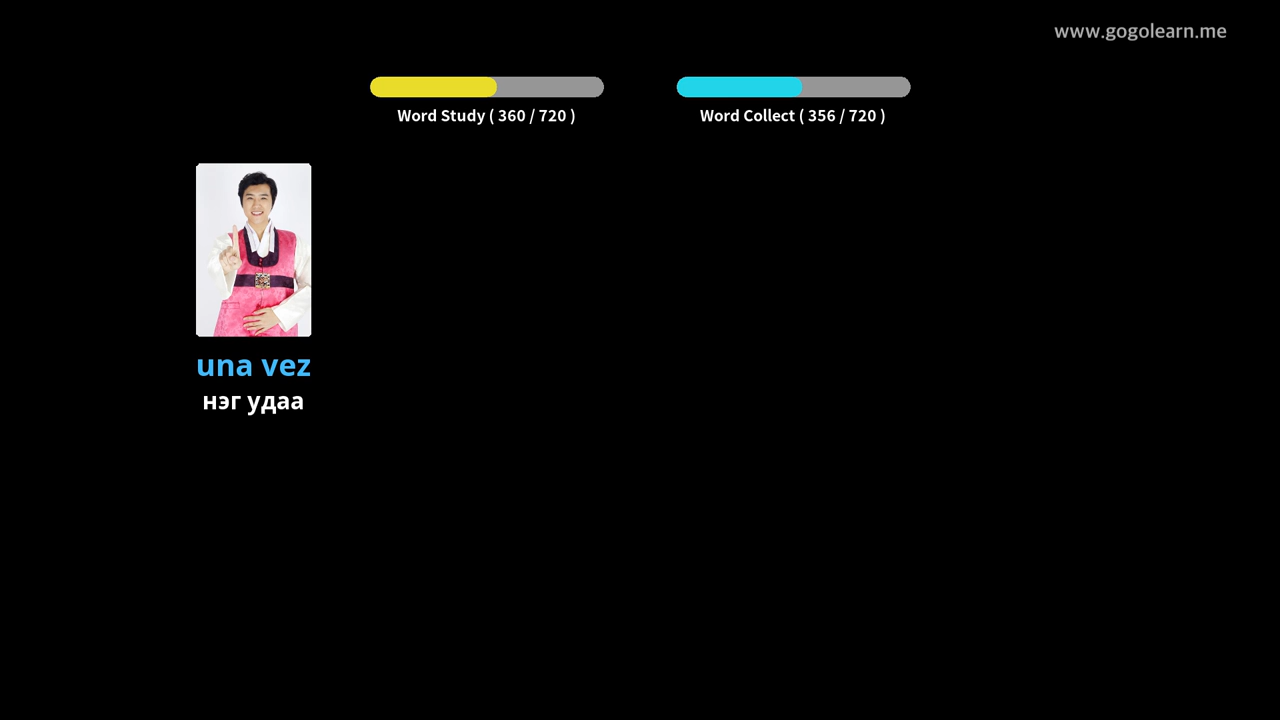 www.gogolearn.me
Word Study ( 360 / 720 )
Word Collect ( 356 / 720 )
una vez
нэг удаа